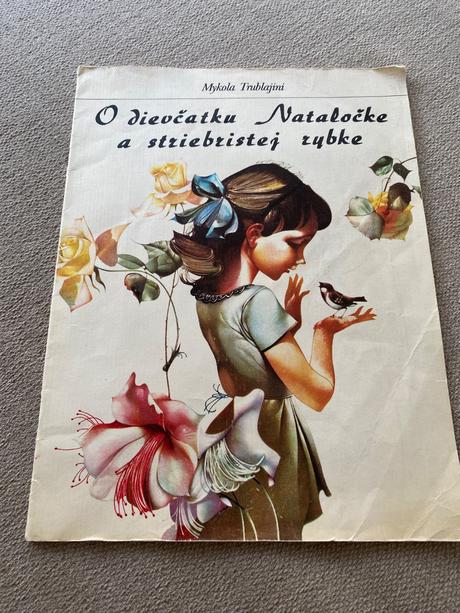 Mykola Trublajini
O dievčatku Nataločke
a striebristej rybke